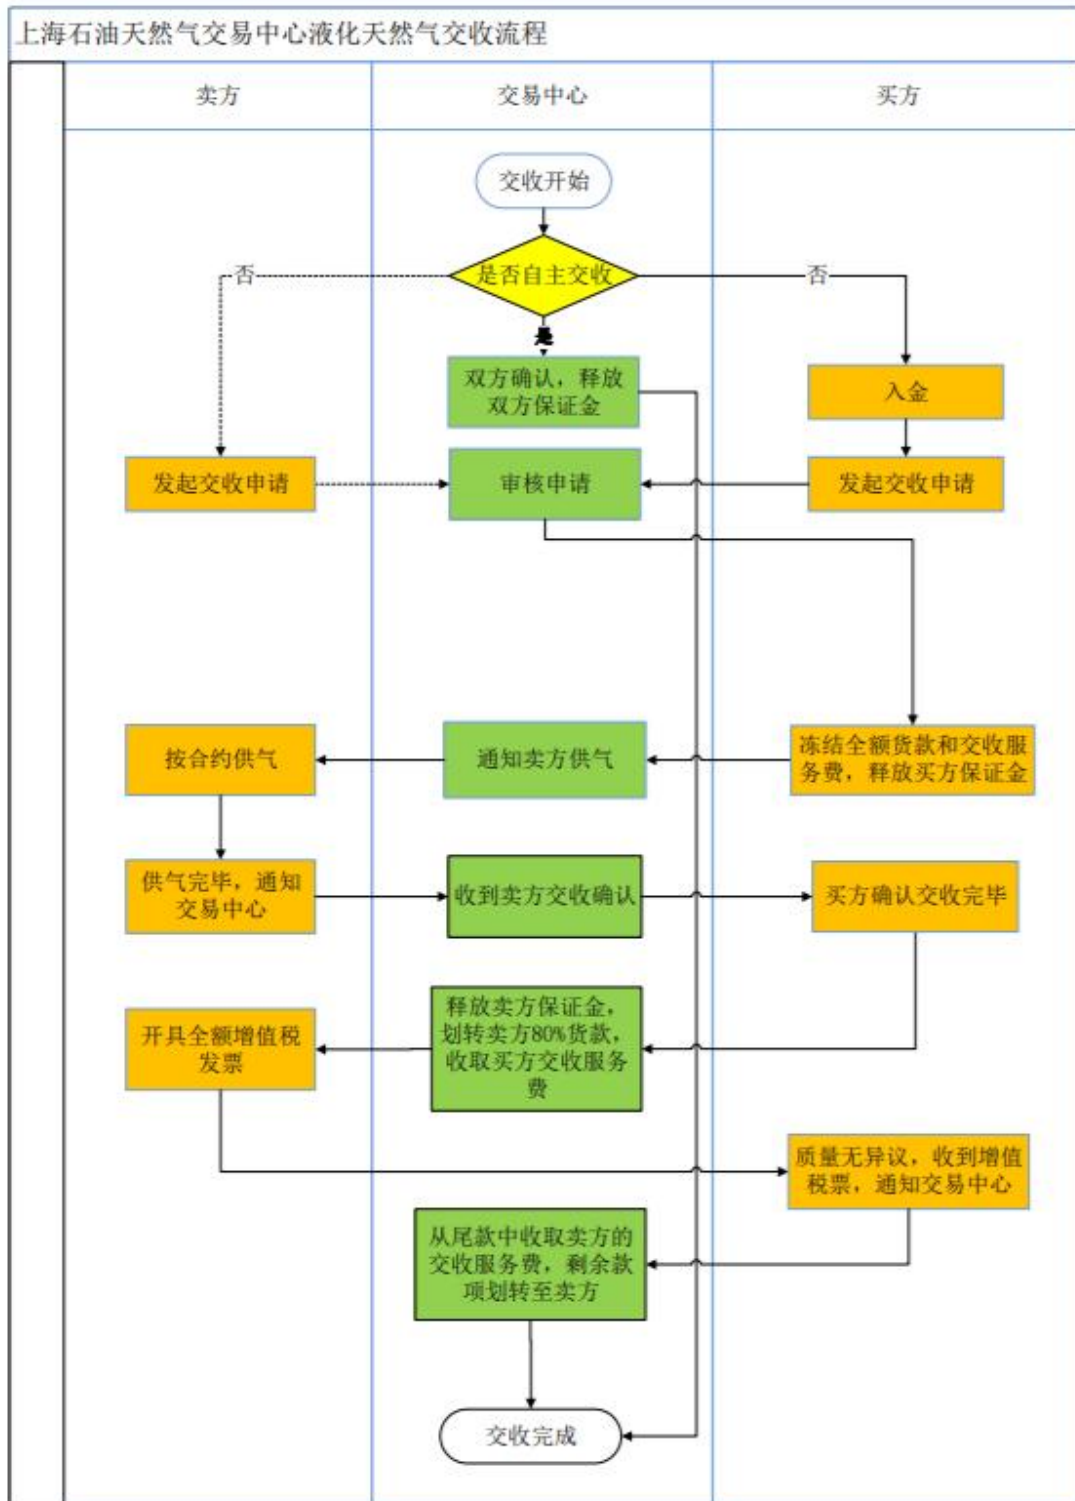 上海石油天然气交易中心液化天然气交收流程
卖方
交易中心
买方
交收开始
是否自主交收
否
否
是
双方确认，释放
双方保证金
入金
发起交收申请
审核申请
发起交收申请
按合约供气
通知卖方供气
冻结全额货款和交收服
务费，释放买方保证金
供气完毕，通知
交易中心
收到卖方交收确认
买方确认交收完毕
开具全额增值税
发票
释放卖方保证金，
划转卖方80%货款，
收取买方交收服务
费
质量无异议，收到增值
税票，通知交易中心
从尾款中收取卖方的
交收服务费，剩余款
项划转至卖方
交收完成